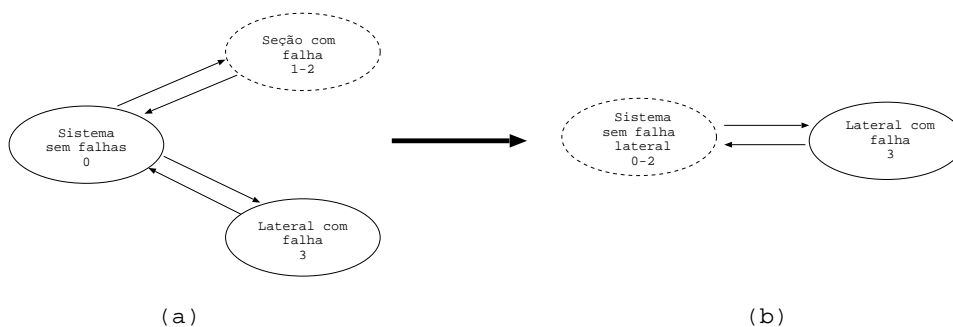 Seção com
falha
1-2
Sistema
sem falhas
0
Lateral com
falha
3
Sistema
sem falha
lateral
0-2
Lateral com
falha
3
(a)
(b)